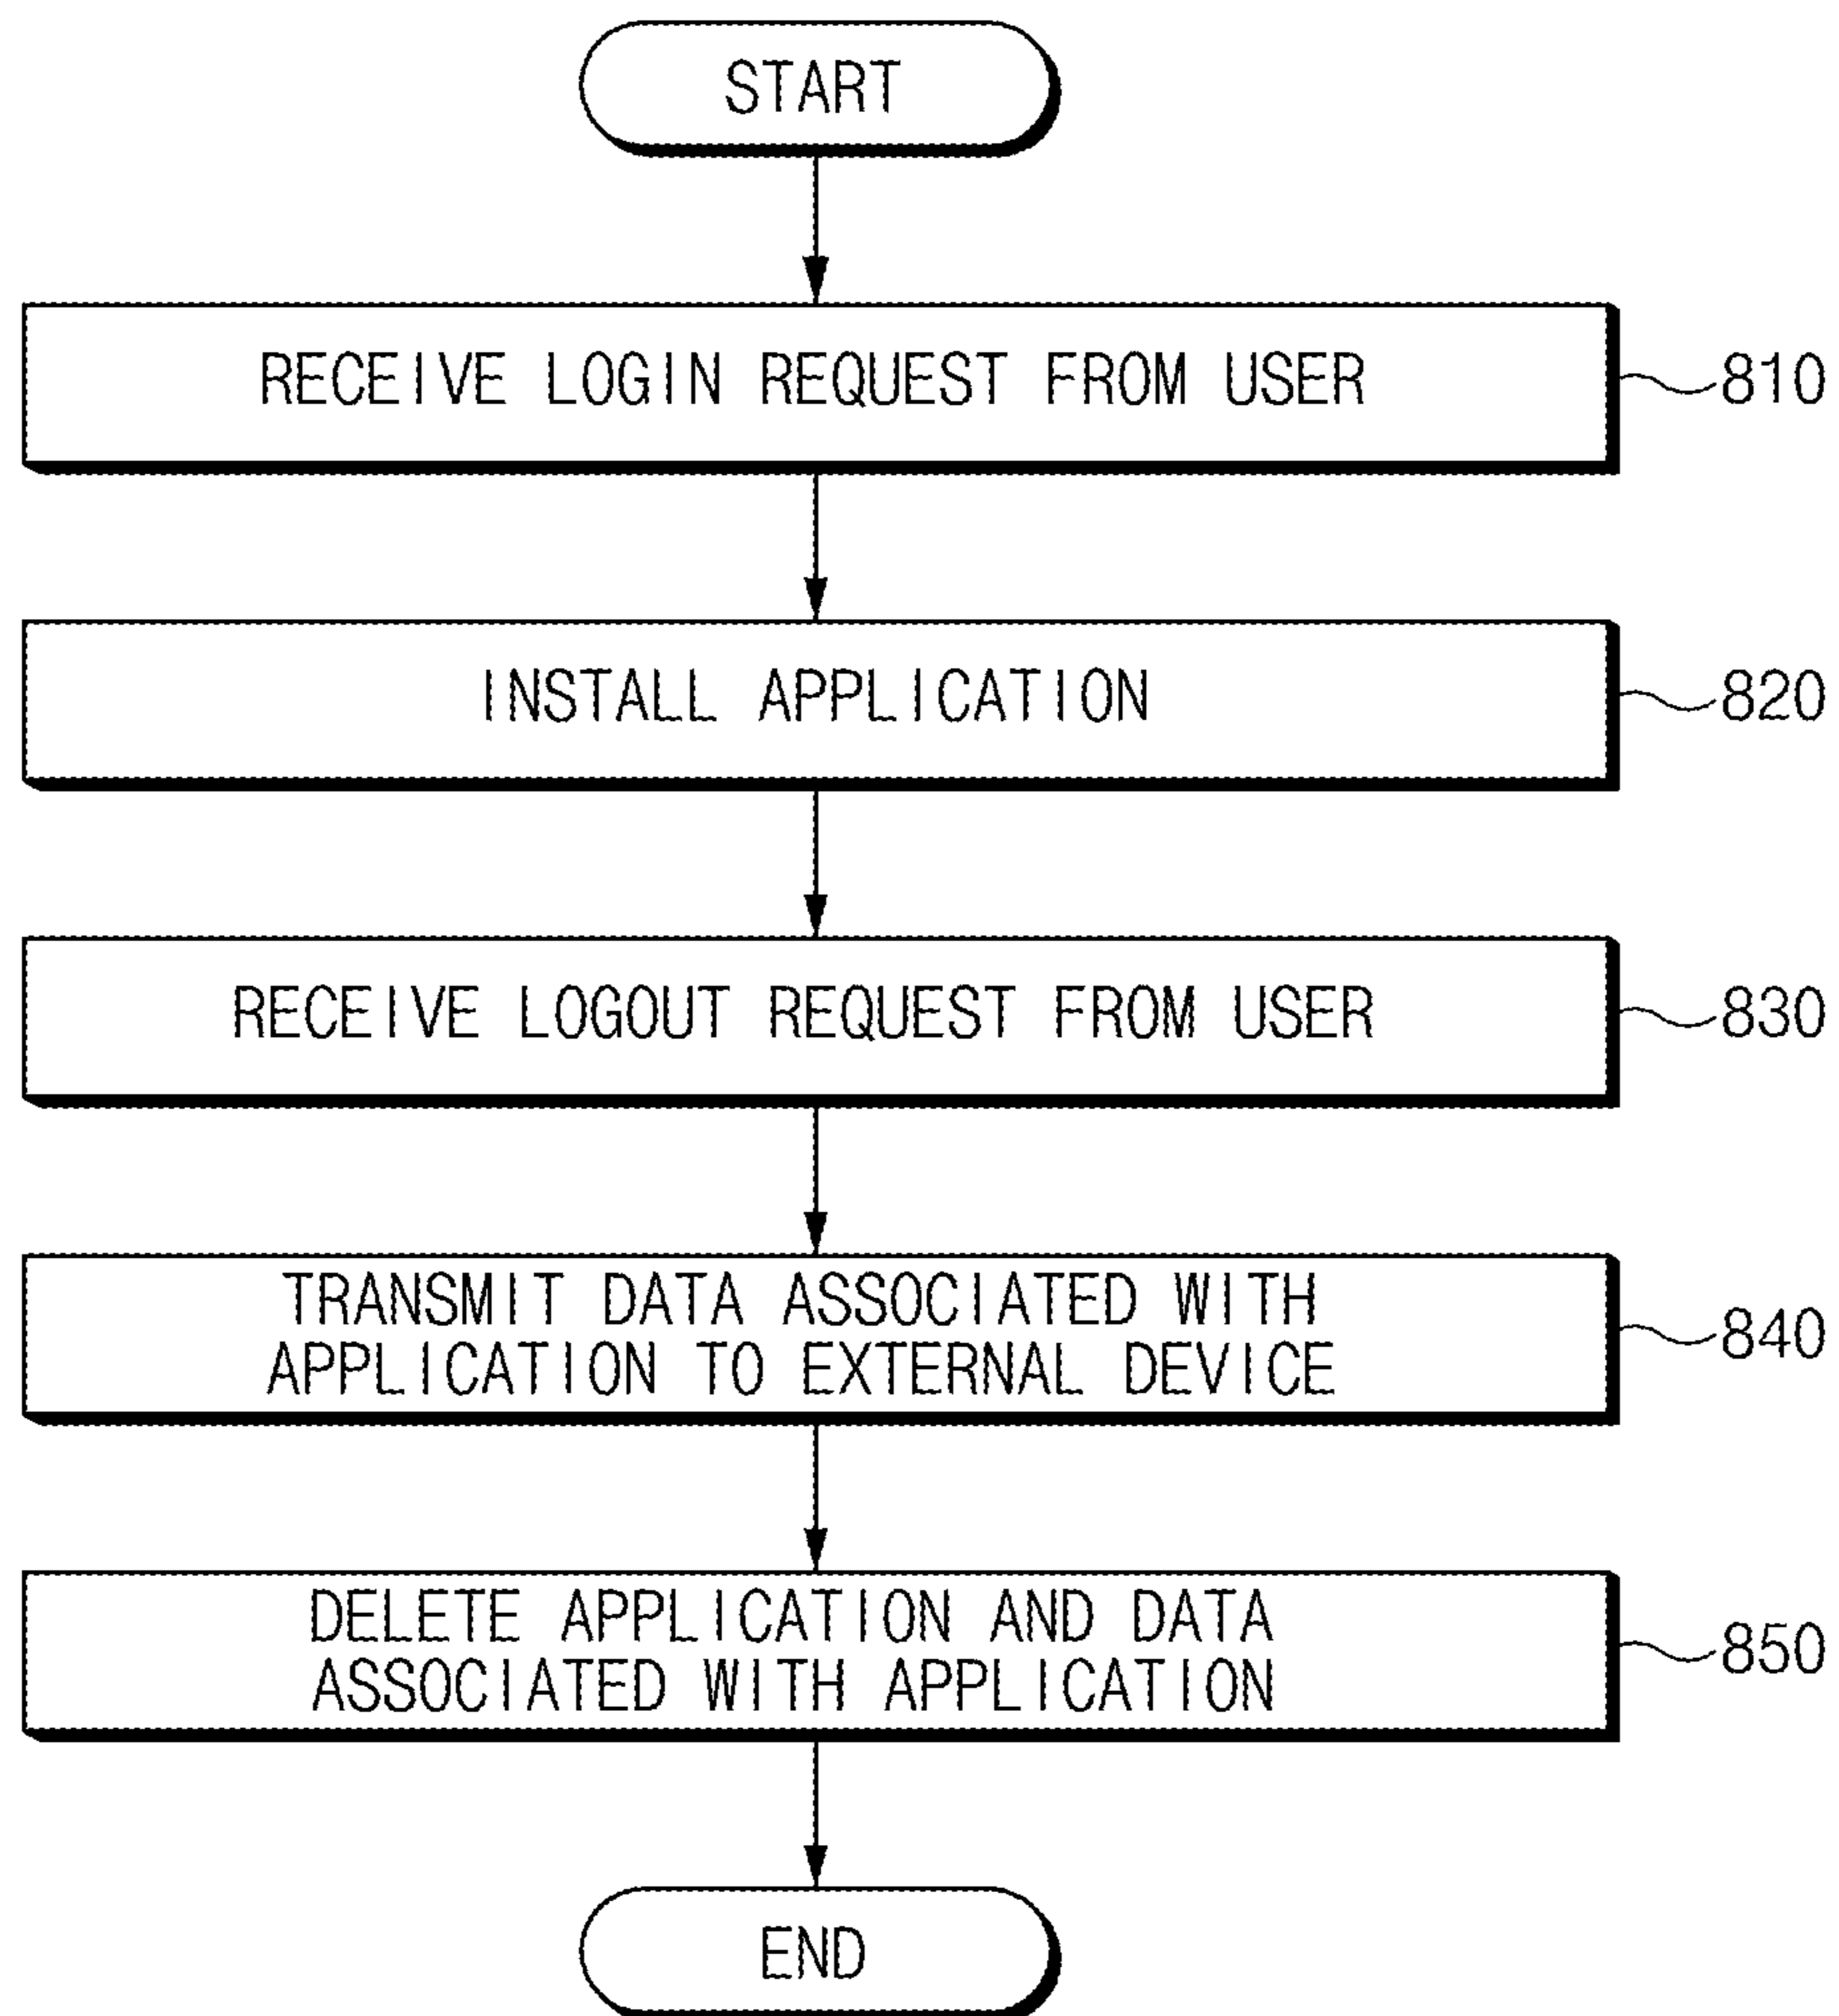 START
RECEIVE LOGIN REQUEST FROM USER
810
INSTALL APPLICATION
820
RECEIVE LOGOUT REQUEST FROM USER
830
TRANSMIT DATA ASSOCIATED WITH
APPLICATION TO EXTERNAL DEVICE
840
DELETE APPLICATION AND DATA
ASSOCIATED WITH APPLICATION
850
END